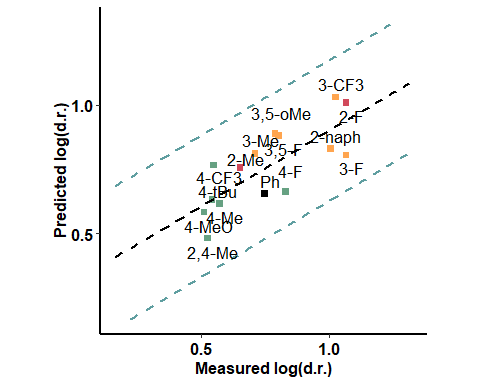 3-CF3
1.0
3,5-oMe
2-F
3-Me
2-naph
3,5-F
2-Me
3-F
4-CF3
4-F
Ph
4-tBu
4-Me
4-MeO
0.5
2,4-Me
Predicted log(d.r.)
0.5
1.0
Measured log(d.r.)